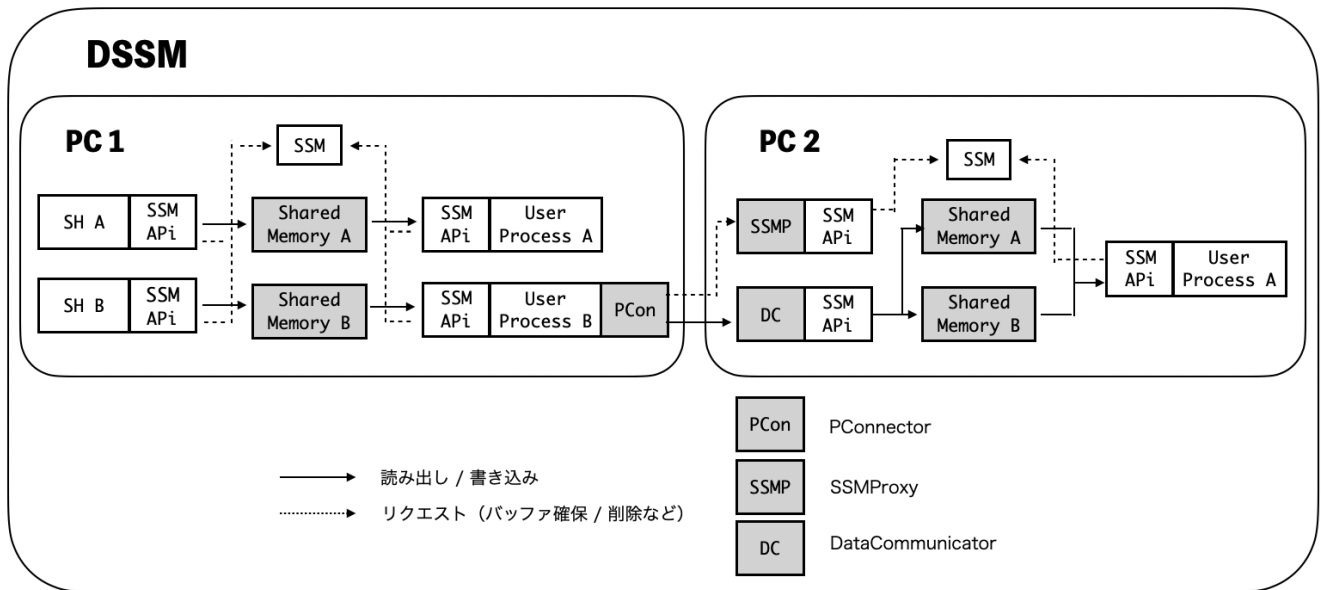 DSSM
PC 1
SSM
SH A
SSM
APi
Shared
Memory A
SSM
APi
User
Process A
SH B
SSM
APi
Shared
Memory B
SSM
APi
User
Process B
PCon
PC 2
SSM
SSMP
SSM
APi
Shared
Memory A
DC
SSM
APi
Shared
Memory B
SSM
APi
User
Process A
読み出し / 書き込み
リクエスト（バッファ確保 / 削除など）
PCon
PConnector
SSMP
SSMProxy
DC
DataCommunicator